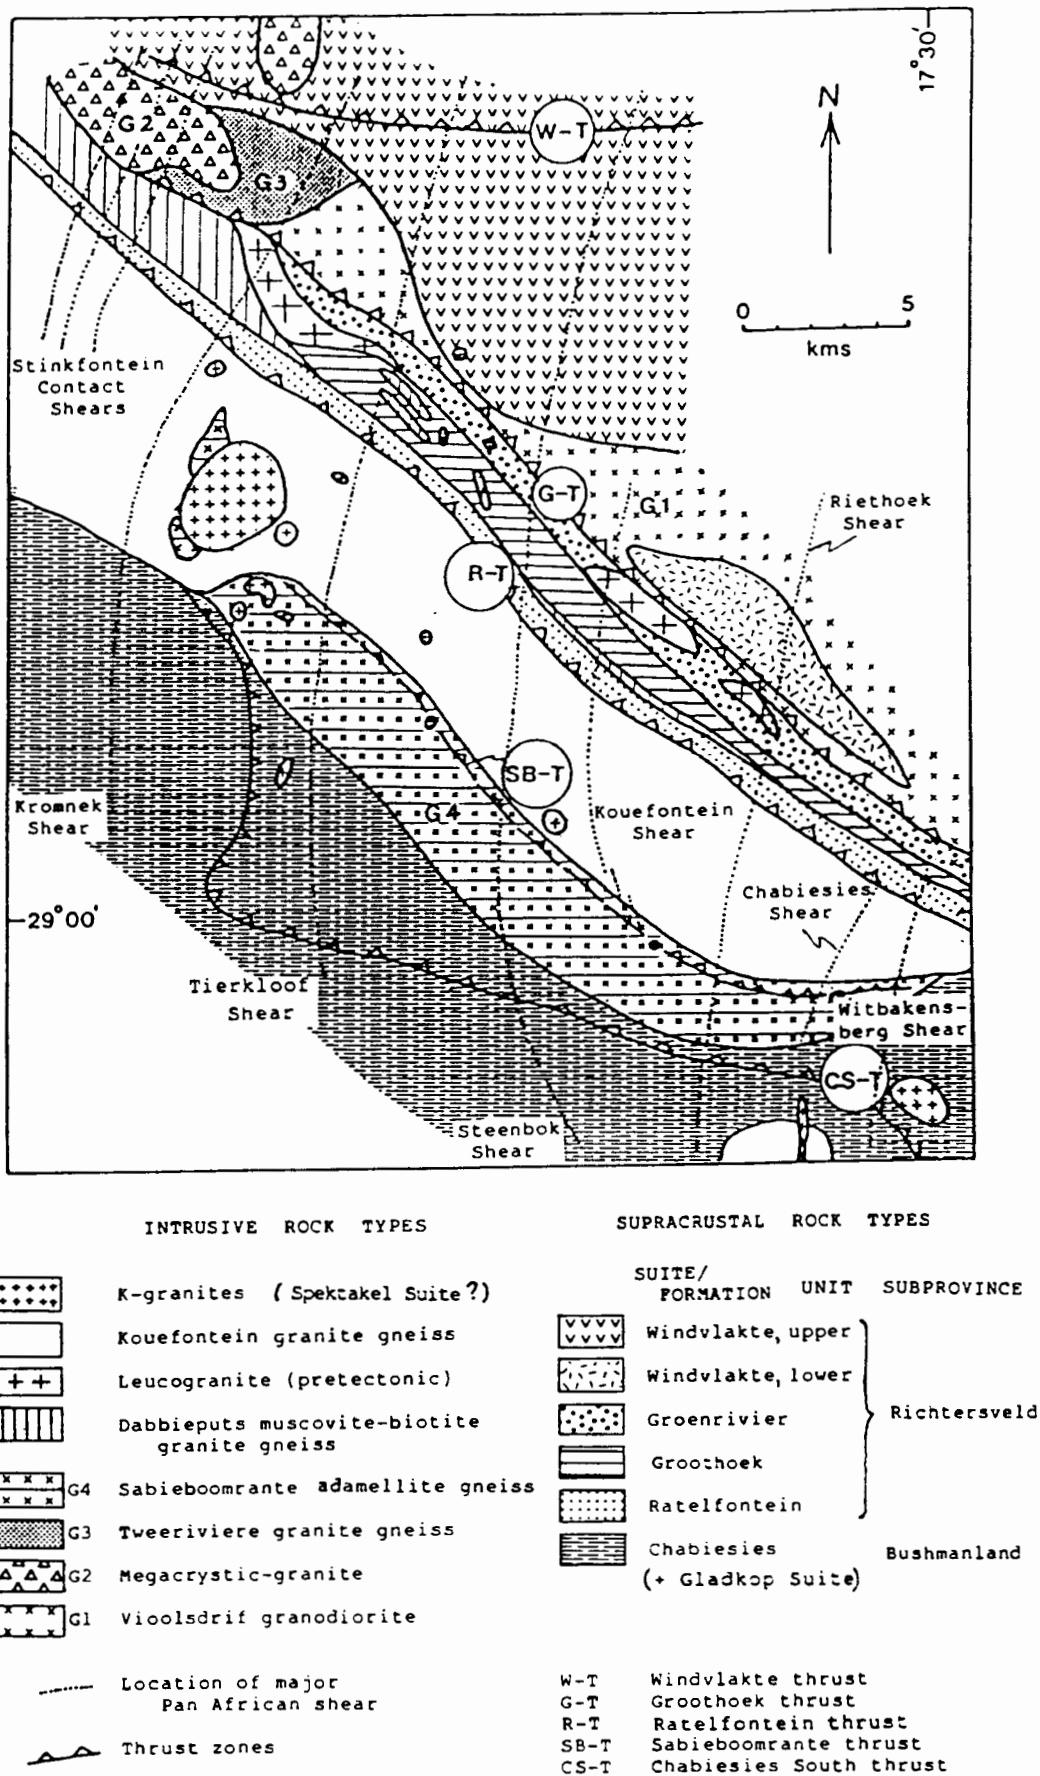 17°30'
N
W-T
G2
G3
0 5
kms
Stinkfontein
Contact
Shears
G-T
G1
Riethoek
Shear
R-T
SB-T
Kromnek
Shear
G4
Kouefontein
Shear
Chabiesies
Shear
29°00'
Tierkloof
Shear
Witbakens-
berg Shear
CS-T
Steenbok
Shear
INTRUSIVE ROCK TYPES
K-granites (Spektakel Suite?)
Kouefontein granite gneiss
Leucogranite (pretectonic)
Dabbieputs muscovite-biotite
granite gneiss
G4 Sabieboomrante adamellite gneiss
G3 Tweeriviere granite gneiss
G2 Megacrystic-granite
G1 Vioolsdrif granodiorite
Location of major
Pan African shear
Thrust zones
SUPRACRUSTAL ROCK TYPES
SUITE/
FORMATION UNIT SUBPROVINCE
Windvlakte, upper
Windvlakte, lower
Groenrivier
Richtersveld
Groothoek
Ratelfontein
Chabiesies
Bushmanland
(+ Gladkop Suite)
W-T Windvlakte thrust
G-T Groothoek thrust
R-T Ratelfontein thrust
SB-T Sabieboomrante thrust
CS-T Chabiesies South thrust